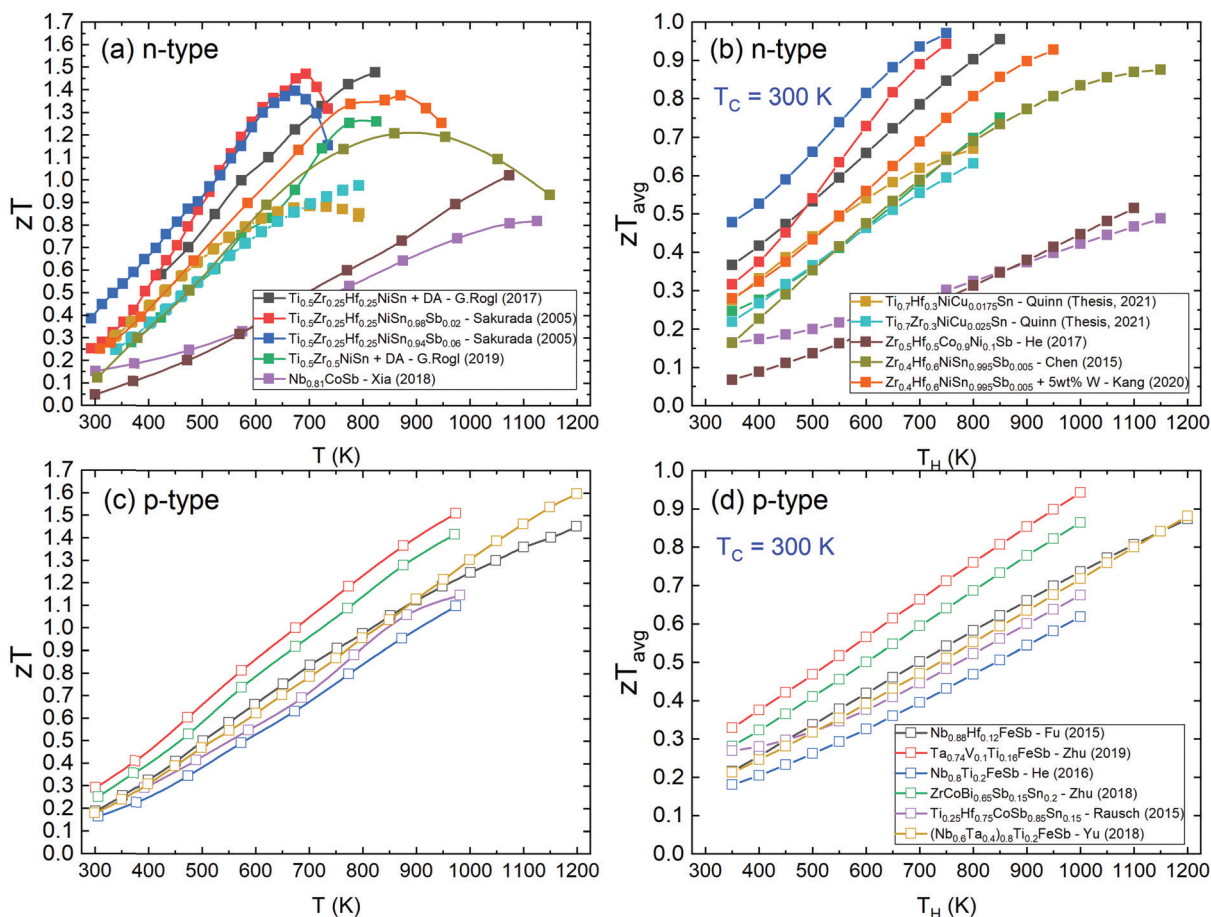 (a) n-type
zT
1.7
1.6
1.5
1.4
1.3
1.2
1.1
1.0
0.9
0.8
0.7
0.6
0.5
0.4
0.3
0.2
0.1
0.0
Ti0.5Zr0.25Hf0.25NiSn + DA - G.Rogl (2017)
Ti0.5Zr0.25Hf0.25NiSn0.98Sb0.02 - Sakurada (2005)
Ti0.5Zr0.25Hf0.25NiSn0.94Sb0.06 - Sakurada (2005)
Ti0.5Zr0.5NiSn + DA - G.Rogl (2019)
Nb0.81CoSb - Xia (2018)
300 400 500 600 700 800 900 1000 1100 1200
T (K)
(b) n-type
TC = 300 K
zTavg
1.0
0.9
0.8
0.7
0.6
0.5
0.4
0.3
0.2
0.1
0.0
Ti0.7Hf0.3NiCu0.0175Sn - Quinn (Thesis, 2021)
Ti0.7Zr0.3NiCu0.025Sn - Quinn (Thesis, 2021)
Zr0.5Hf0.5Co0.9Ni0.1Sb - He (2017)
Zr0.4Hf0.6NiSn0.995Sb0.005 - Chen (2015)
Zr0.4Hf0.6NiSn0.995Sb0.005 + 5wt% W - Kang (2020)
300 400 500 600 700 800 900 1000 1100 1200
TH (K)
(c) p-type
zT
1.7
1.6
1.5
1.4
1.3
1.2
1.1
1.0
0.9
0.8
0.7
0.6
0.5
0.4
0.3
0.2
0.1
0.0
300 400 500 600 700 800 900 1000 1100 1200
T (K)
(d) p-type
TC = 300 K
zTavg
1.0
0.9
0.8
0.7
0.6
0.5
0.4
0.3
0.2
0.1
0.0
Nb0.88Hf0.12FeSb - Fu (2015)
Ta0.74V0.1Ti0.16FeSb - Zhu (2019)
Nb0.8Ti0.2FeSb - He (2016)
ZrCoBi0.65Sb0.15Sn0.2 - Zhu (2018)
Ti0.25Hf0.75CoSb0.85Sn0.15 - Rausch (2015)
(Nb0.6Ta0.4)0.8Ti0.2FeSb - Yu (2018)
300 400 500 600 700 800 900 1000 1100 1200
TH (K)